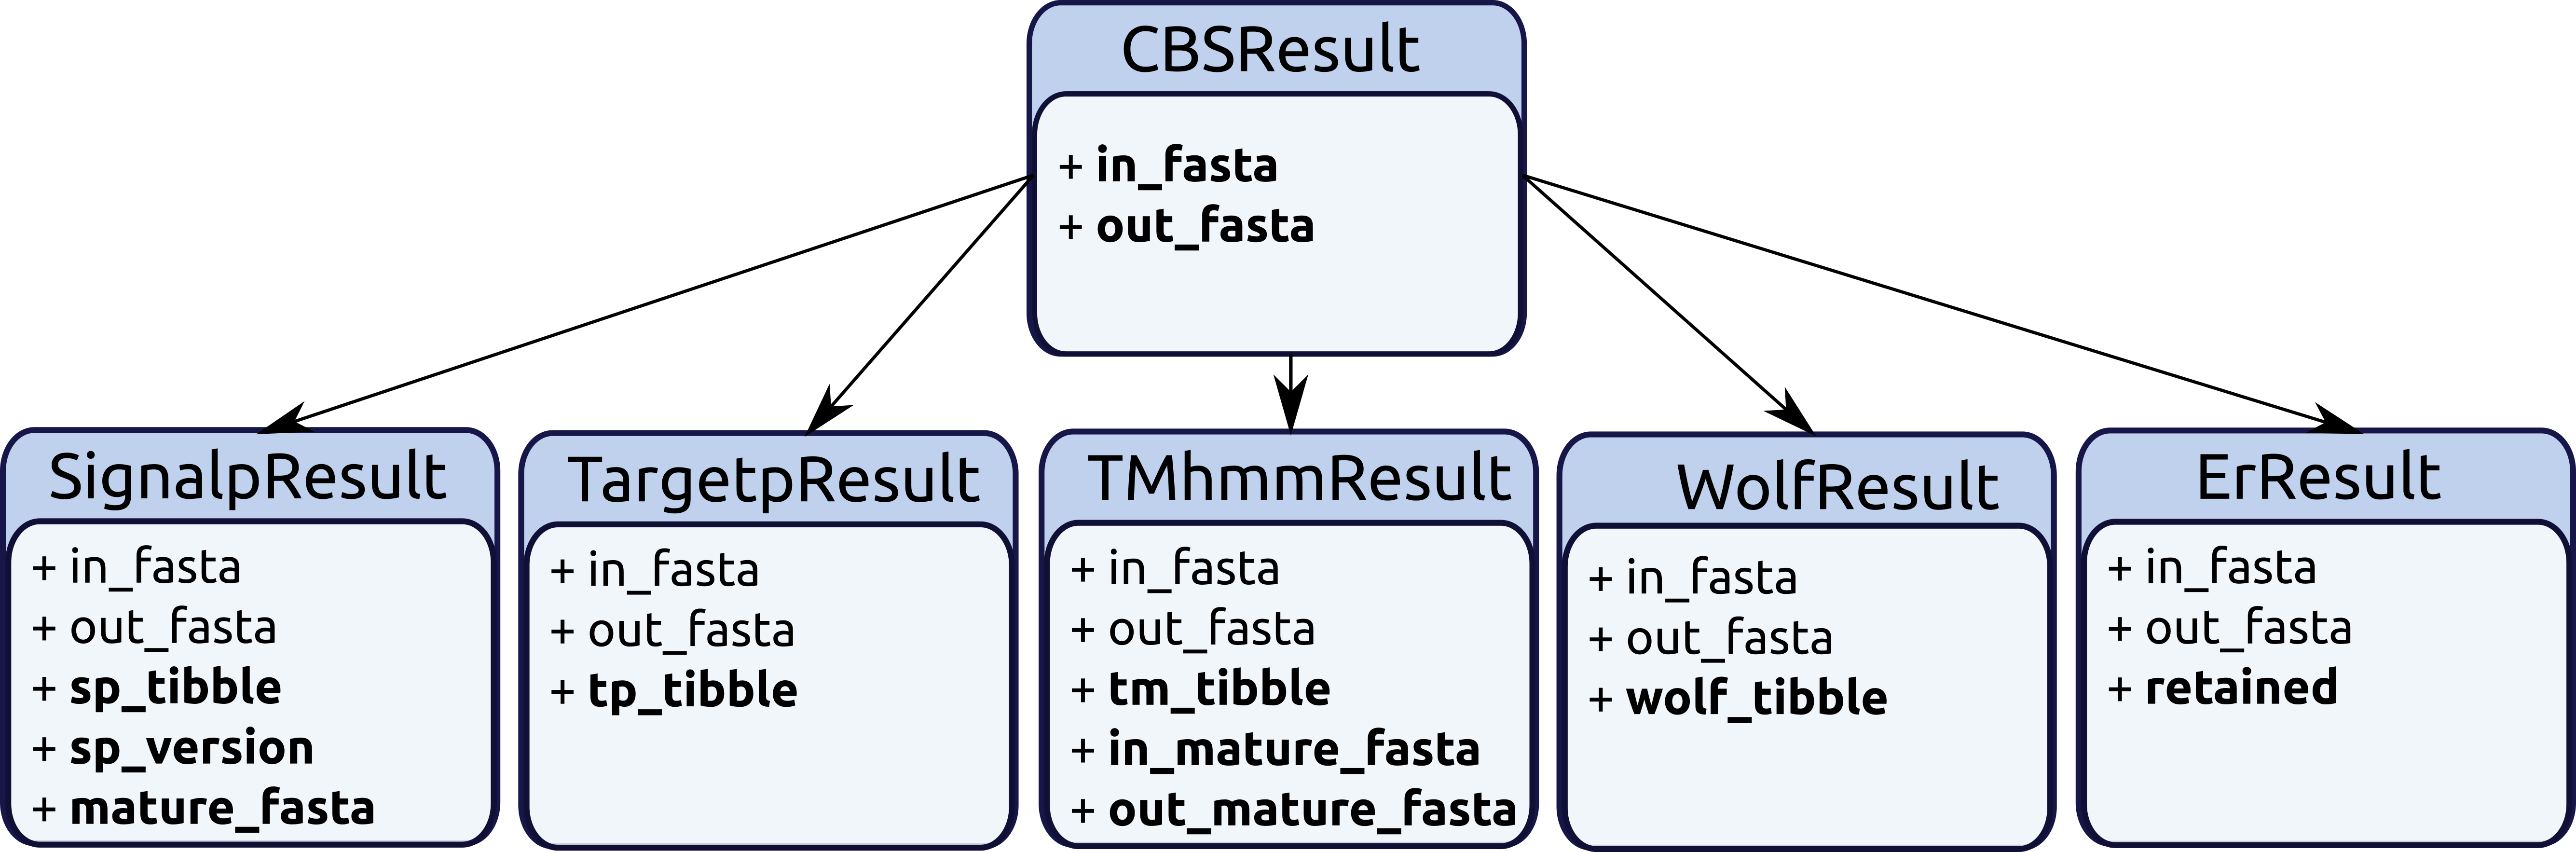 CBSResult
+ in_fasta
+ out_fasta
SignalpResult
+ in_fasta
+ out_fasta
+ sp_tibble
+ sp_version
+ mature_fasta
TargetpResult
+ in_fasta
+ out_fasta
+ tp_tibble
TMhmmResult
+ in_fasta
+ out_fasta
+ tm_tibble
+ in_mature_fasta
+ out_mature_fasta
WolfResult
+ in_fasta
+ out_fasta
+ wolf_tibble
ErResult
+ in_fasta
+ out_fasta
+ retained